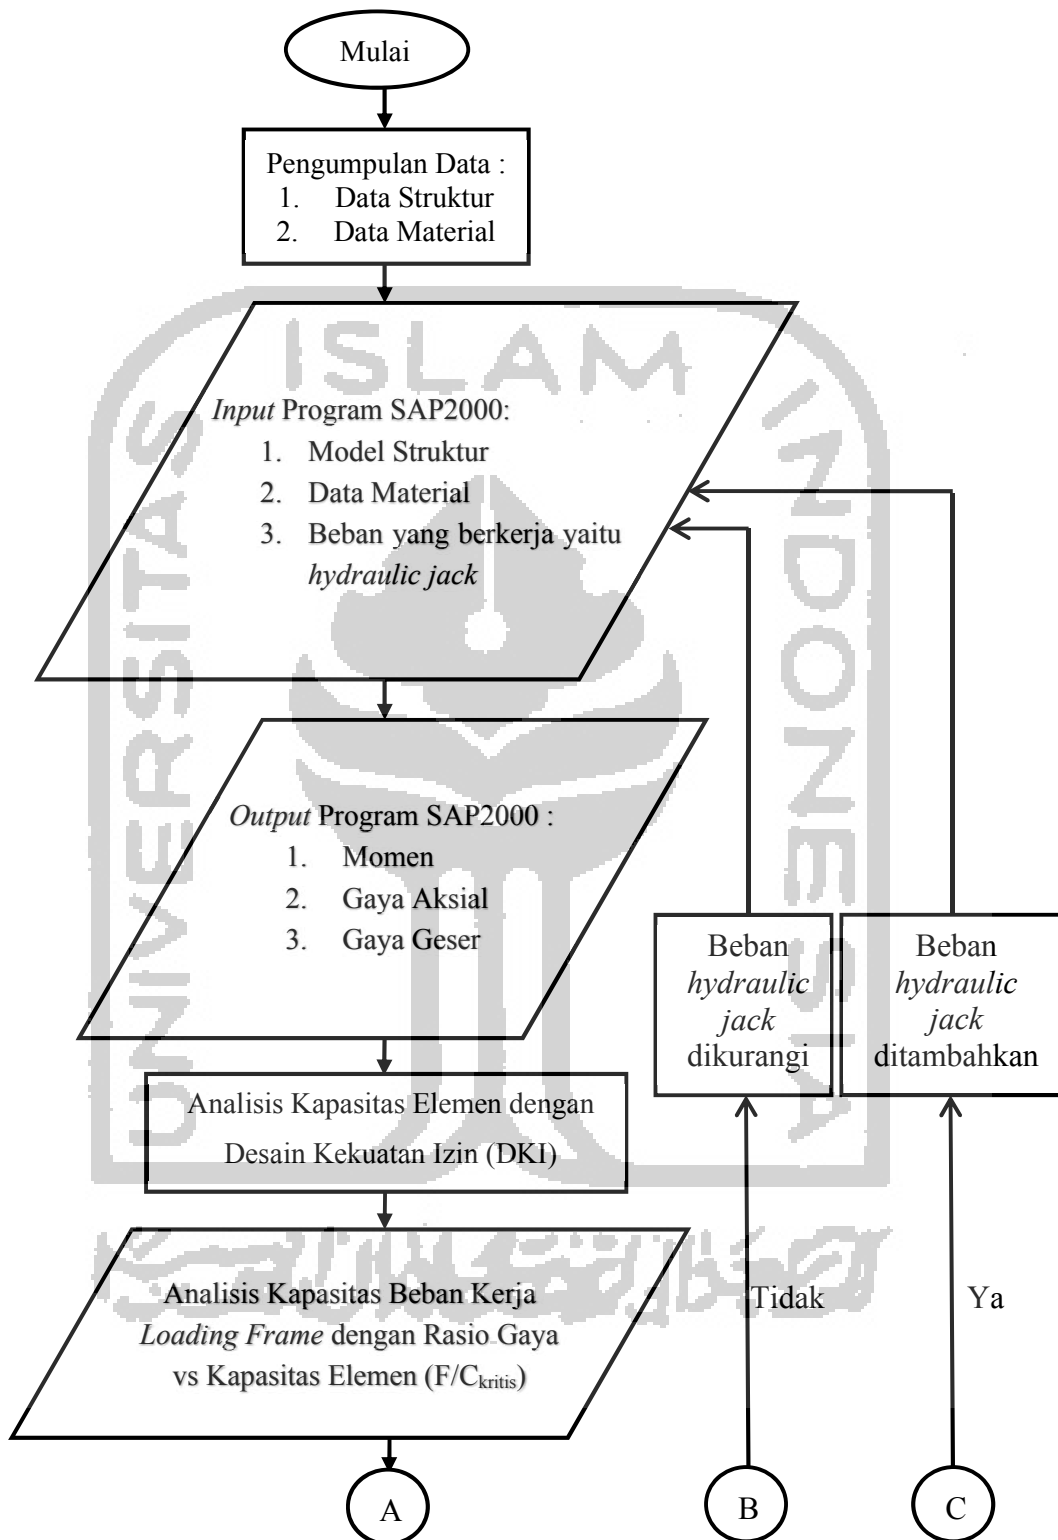 Mulai
Pengumpulan Data :
1. Data Struktur
2. Data Material
Input Program SAP2000:
1. Model Struktur
2. Data Material
3. Beban yang berkerja yaitu
hydraulic jack
Output Program SAP2000 :
1. Momen
2. Gaya Aksial
3. Gaya Geser
Beban
hydraulic
jack
dikurangi
Beban
hydraulic
jack
ditambahkan
Analisis Kapasitas Elemen dengan
Desain Kekuatan Izin (DKI)
Analisis Kapasitas Beban Kerja
Loading Frame dengan Rasio Gaya
vs Kapasitas Elemen (F/Ckritis)
Tidak
Ya
A
B
C
UNIVERSITAS
ISLAM
INDONESIA